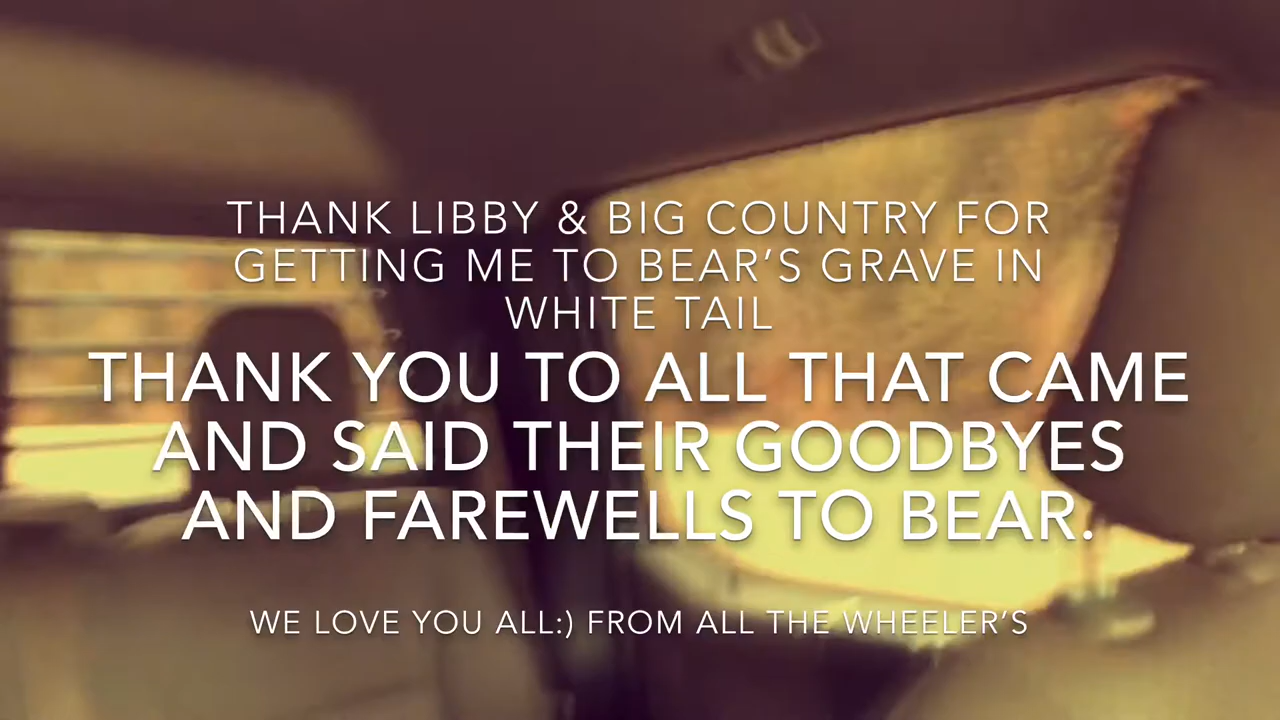 THANK LIBBY & BIG COUNTRY FOR
GETTING ME TO BEAR’S GRAVE IN
WHITE TAIL
THANK YOU TO ALL THAT CAME
AND SAID THEIR GOODBYES
AND FAREWELLS TO BEAR.
WE LOVE YOU ALL:) FROM ALL THE WHEELER’S